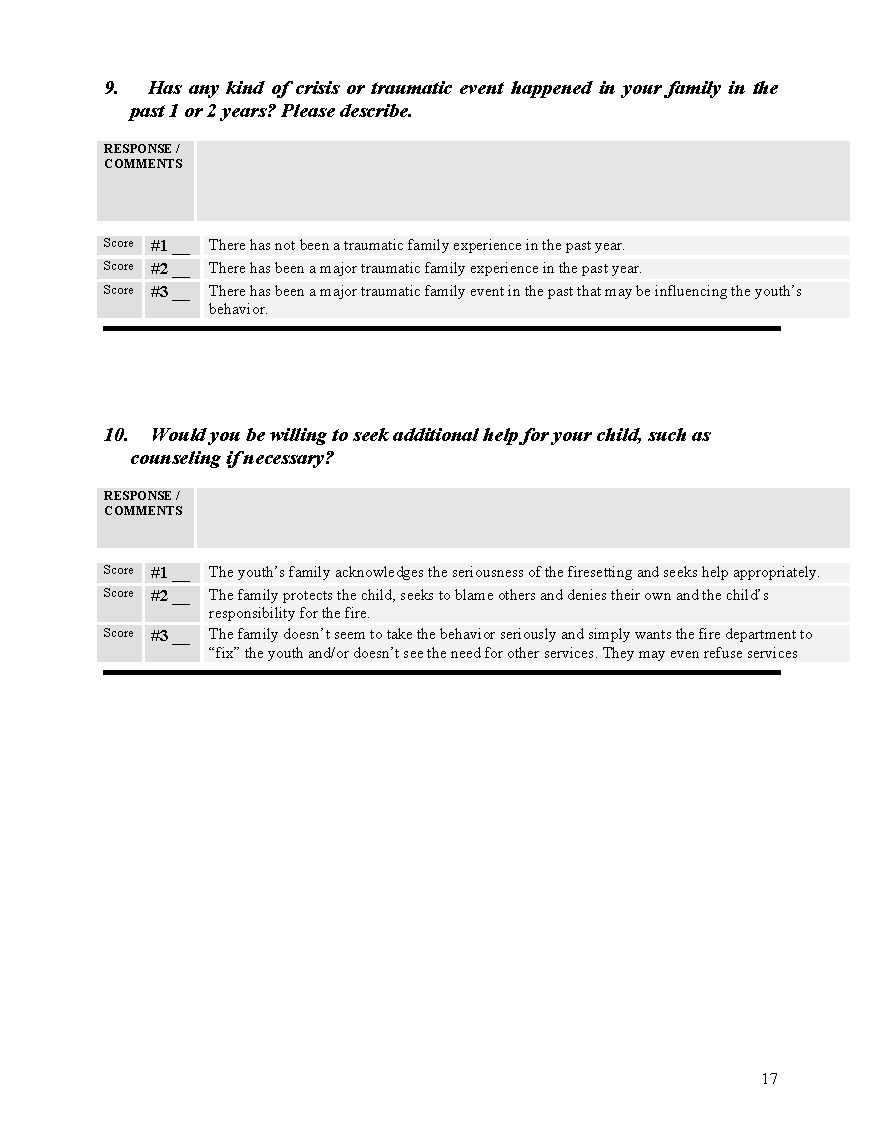 9. Has any kind of crisis or traumatic event happened in your family in the
past 1 or 2 years? Please describe.
RESPONSE /
COMMENTS
Score #1 __ There has not been a traumatic family experience in the past year.
Score #2 __ There has been a major traumatic family experience in the past year.
Score #3 __ There has been a major traumatic family event in the past that may be influencing the youth’s
behavior.
10. Would you be willing to seek additional help for your child, such as
counseling if necessary?
RESPONSE /
COMMENTS
Score #1 __ The youth’s family acknowledges the seriousness of the firesetting and seeks help appropriately.
Score #2 __ The family protects the child, seeks to blame others and denies their own and the child’s
responsibility for the fire.
Score #3 __ The family doesn’t seem to take the behavior seriously and simply wants the fire department to
“fix” the youth and/or doesn’t see the need for other services. They may even refuse services
17